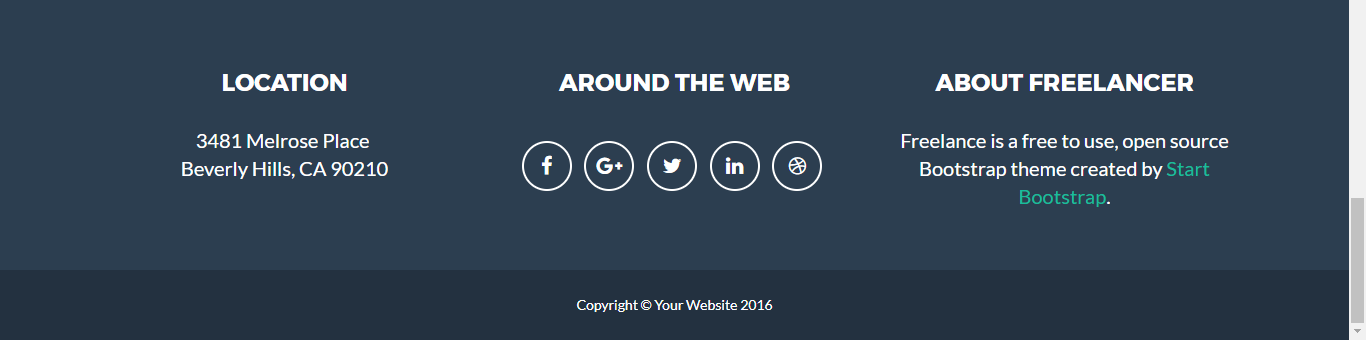 LOCATION
3481 Melrose Place
Beverly Hills, CA 90210
AROUND THE WEB
f
G+
in
ABOUT FREELANCER
Freelance is a free to use, open source
Bootstrap theme created by Start
Bootstrap.
Copyright © Your Website 2016